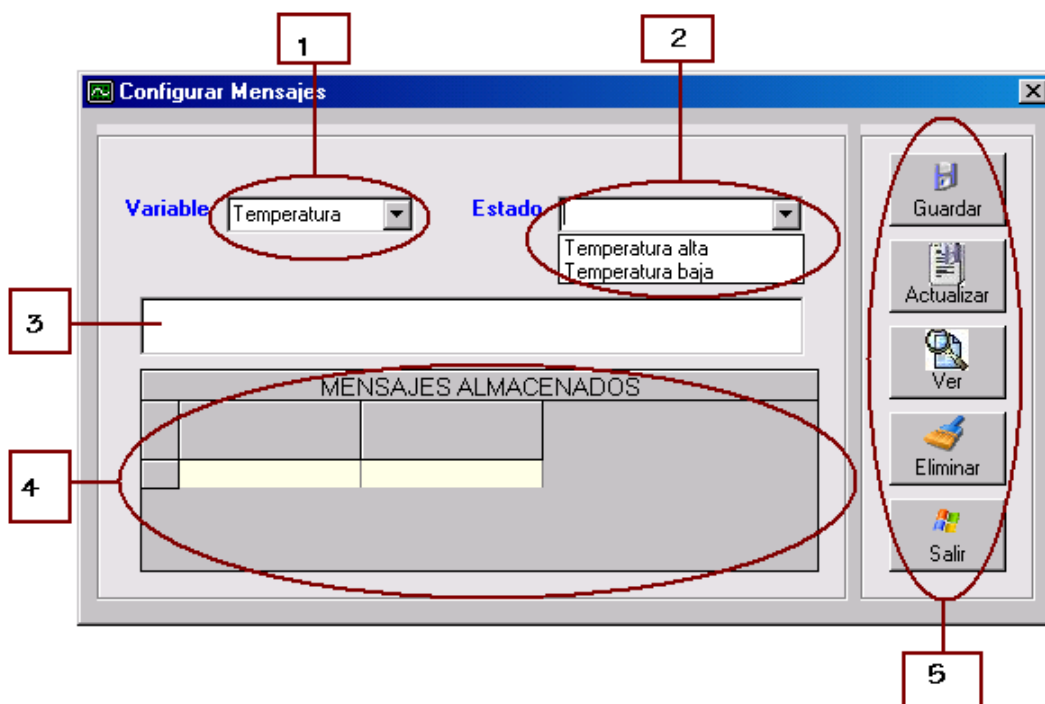 1
2
Configurar Mensajes
Variable Temperatura Estado
Temperatura alta
Temperatura baja
3
MENSAJES ALMACENADOS
4
Guardar
Actualizar
Ver
Eliminar
Salir
5